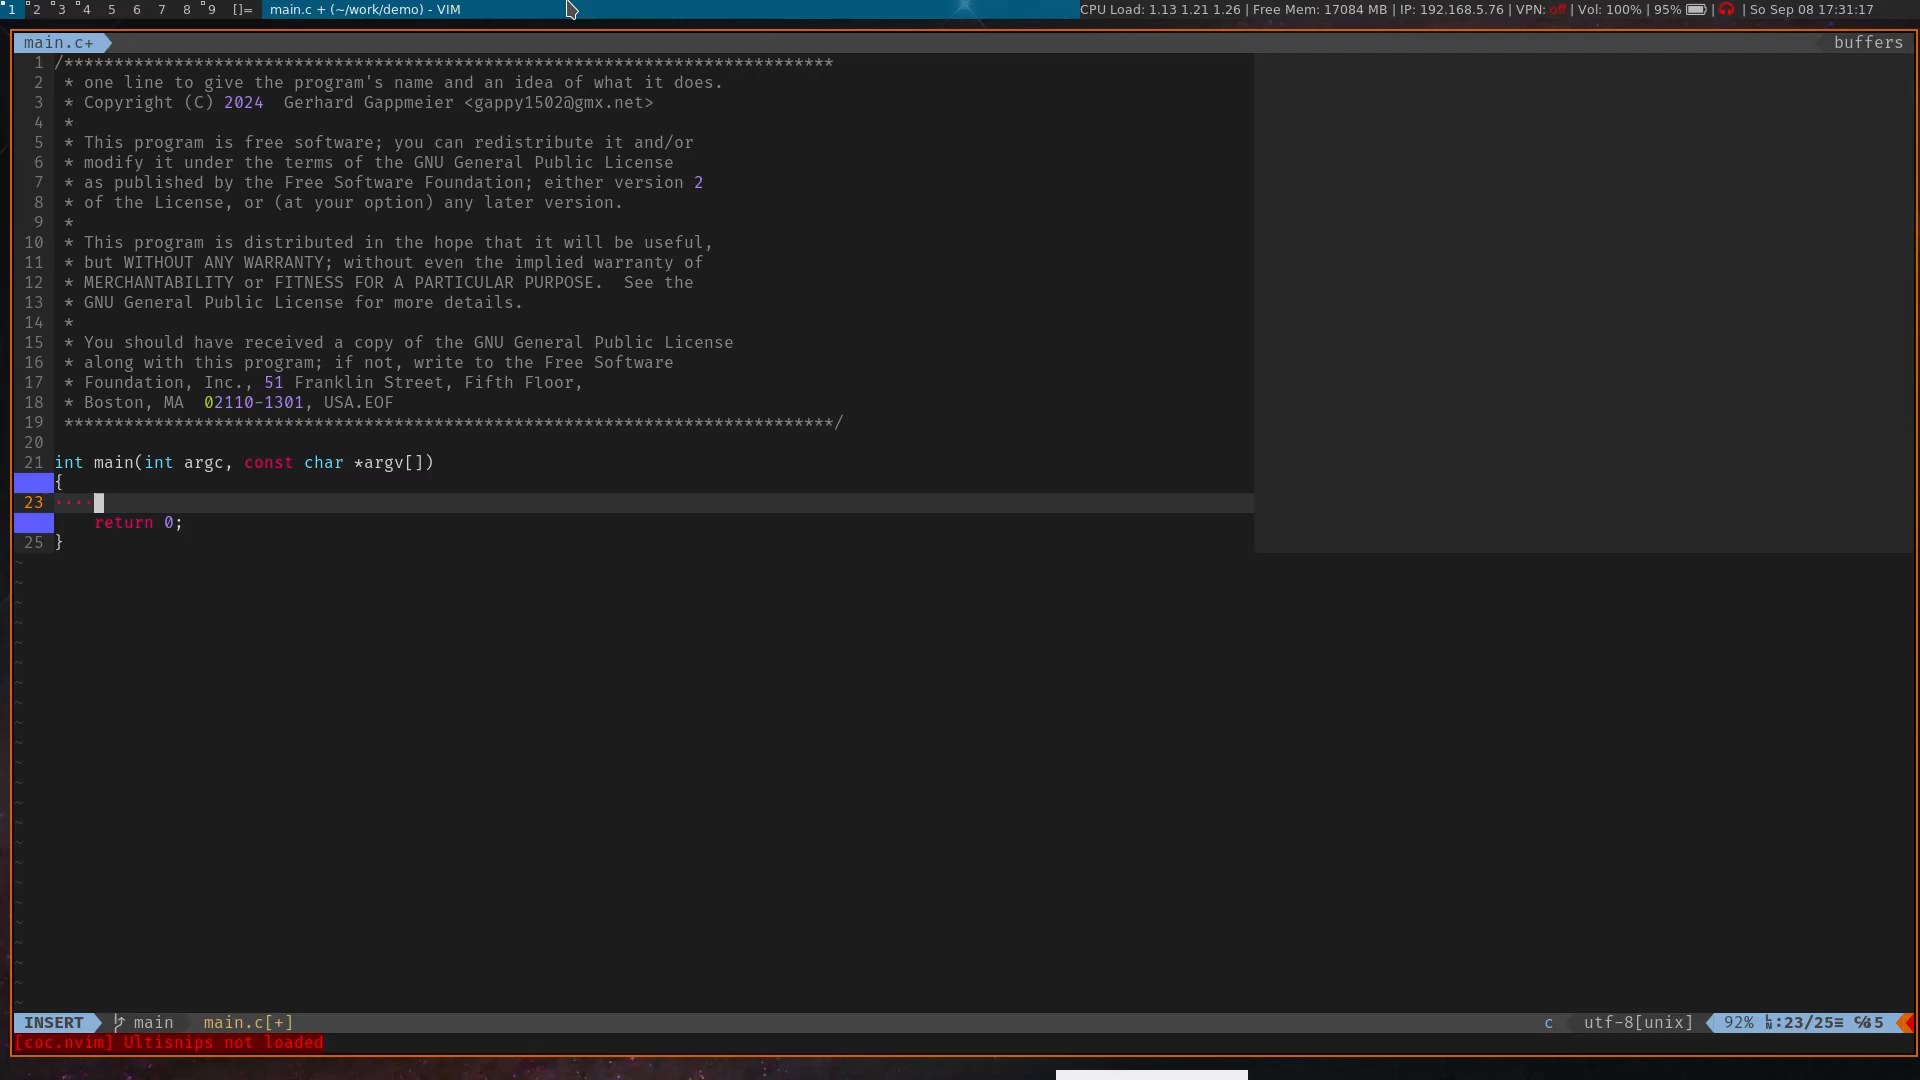 1 2 3 4 5 6 7 8 9 []= main.c + (~/work/demo) - VIM CPU Load: 1.13 1.21 1.26 | Free Mem: 17084 MB | IP: 192.168.5.76 | VPN: off | Vol: 100% | 95% | | So Sep 08 17:31:17
main.c+ buffers
1 /*****************************************************************************
2 * one line to give the program's name and an idea of what it does.
3 * Copyright (C) 2024  Gerhard Gappmeier <gappy1502@gmx.net>
4 *
5 * This program is free software; you can redistribute it and/or
6 * modify it under the terms of the GNU General Public License
7 * as published by the Free Software Foundation; either version 2
8 * of the License, or (at your option) any later version.
9 *
10 * This program is distributed in the hope that it will be useful,
11 * but WITHOUT ANY WARRANTY; without even the implied warranty of
12 * MERCHANTABILITY or FITNESS FOR A PARTICULAR PURPOSE.  See the
13 * GNU General Public License for more details.
14 *
15 * You should have received a copy of the GNU General Public License
16 * along with this program; if not, write to the Free Software
17 * Foundation, Inc., 51 Franklin Street, Fifth Floor,
18 * Boston, MA  02110-1301, USA.EOF
19 *****************************************************************************/
20
21 int main(int argc, const char *argv[])
{
23 ····
return 0;
25 }
INSERT main main.c[+] c utf-8[unix] 92% :23/25 :5
[coc.nvim] Ultisnips not loaded